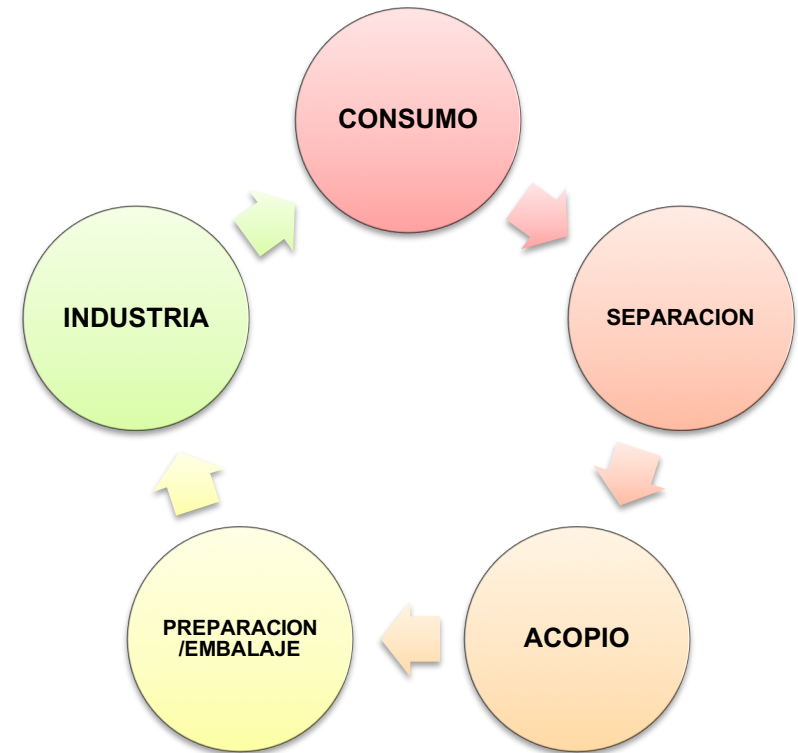 CONSUMO
SEPARACION
ACOPIO
PREPARACION
/EMBALAJE
INDUSTRIA